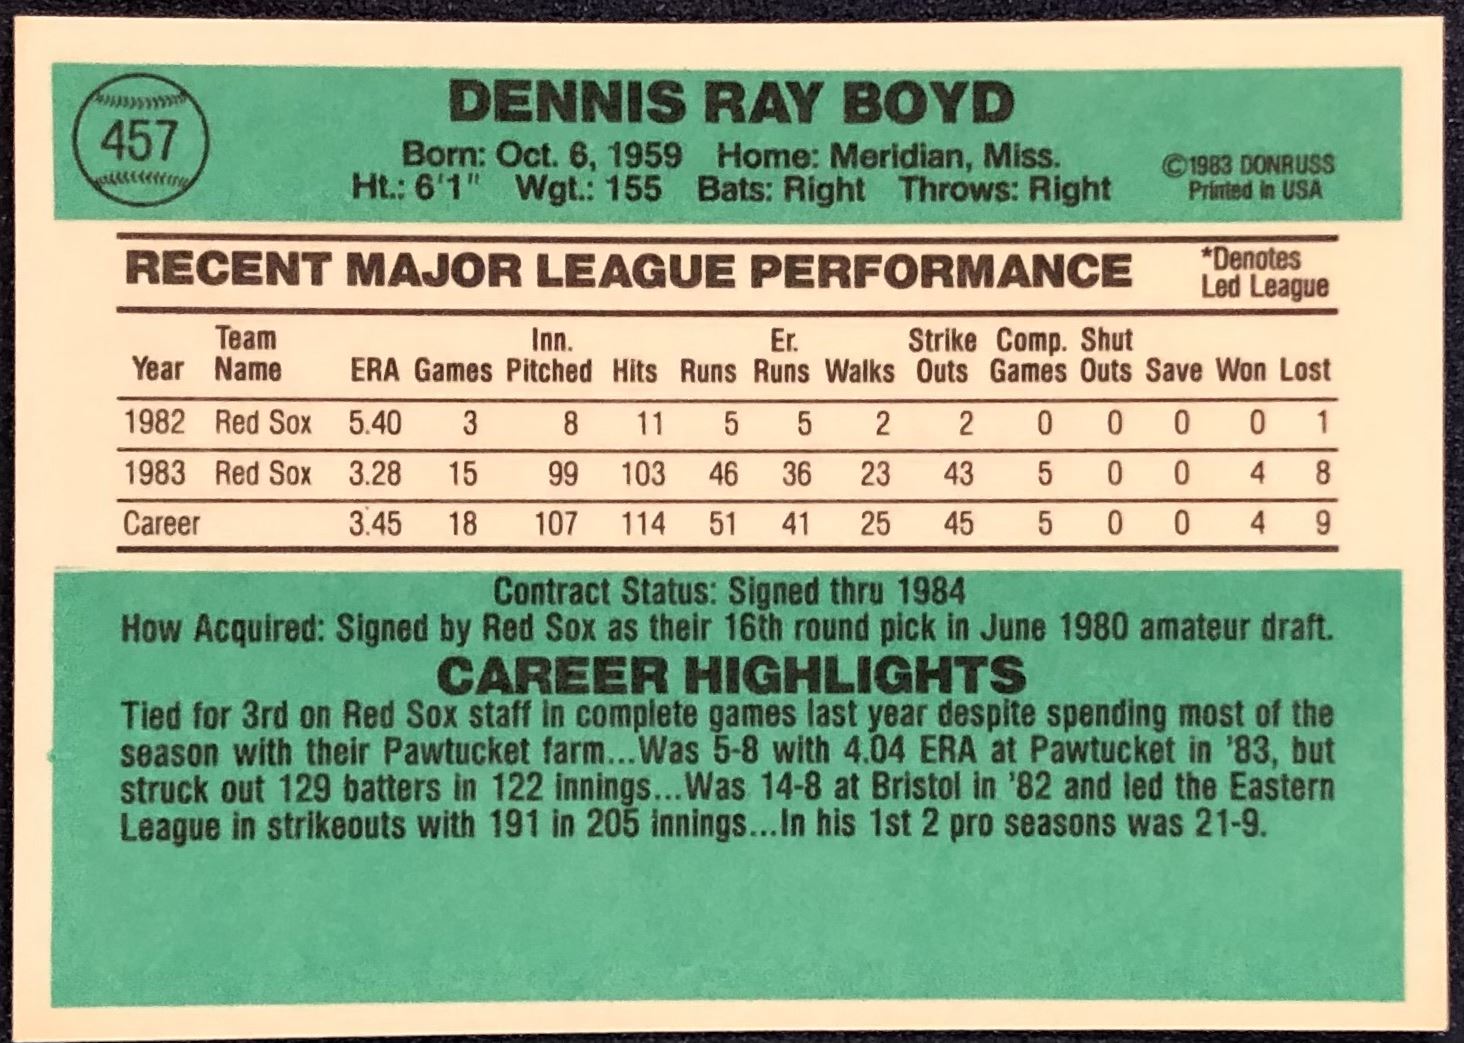 457
DENNIS RAY BOYD
Born: Oct. 6, 1959 Home: Meridian, Miss.
Ht.: 6'1" Wgt.: 155 Bats: Right Throws: Right
©1983 DONRUSS
Printed in USA
RECENT MAJOR LEAGUE PERFORMANCE
*Denotes
Led League
Year Team Name ERA Games Inn. Pitched Hits Runs Er. Runs Walks Strike Outs Comp. Games Shut Outs Save Won Lost
1982 Red Sox 5.40 3 8 11 5 5 2 2 0 0 0 0 1
1983 Red Sox 3.28 15 99 103 46 36 23 43 5 0 0 4 8
Career 3.45 18 107 114 51 41 25 45 5 0 0 4 9
Contract Status: Signed thru 1984
How Acquired: Signed by Red Sox as their 16th round pick in June 1980 amateur draft.
CAREER HIGHLIGHTS
Tied for 3rd on Red Sox staff in complete games last year despite spending most of the
season with their Pawtucket farm...Was 5-8 with 4.04 ERA at Pawtucket in '83, but
struck out 129 batters in 122 innings...Was 14-8 at Bristol in '82 and led the Eastern
League in strikeouts with 191 in 205 innings...In his 1st 2 pro seasons was 21-9.